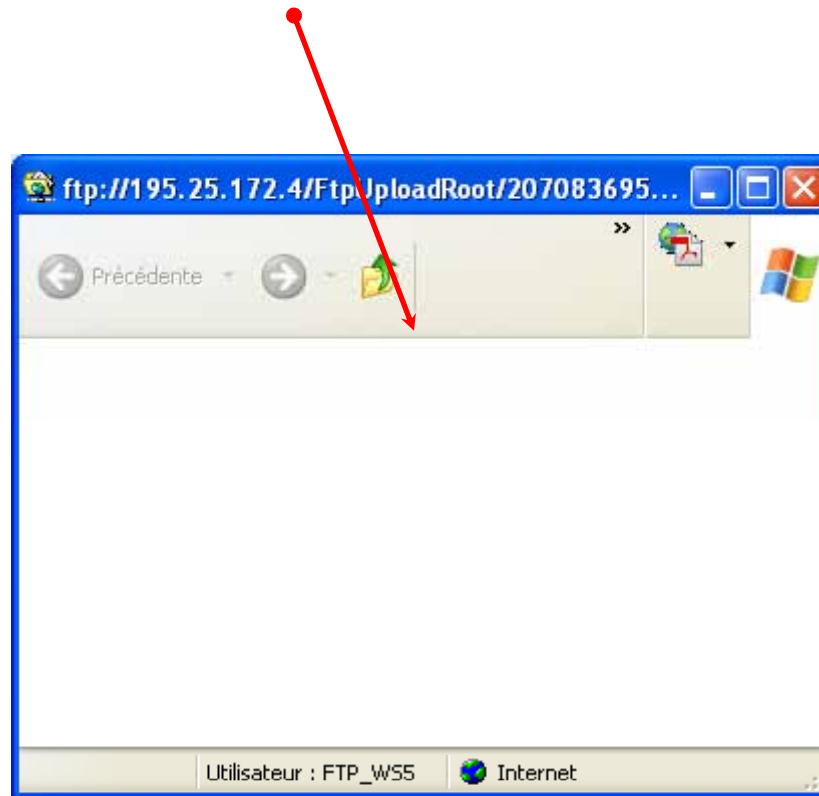 ftp://195.25.172.4/FtpUploadRoot/207083695...
»
Précédente
Utilisateur : FTP_WS5
Internet